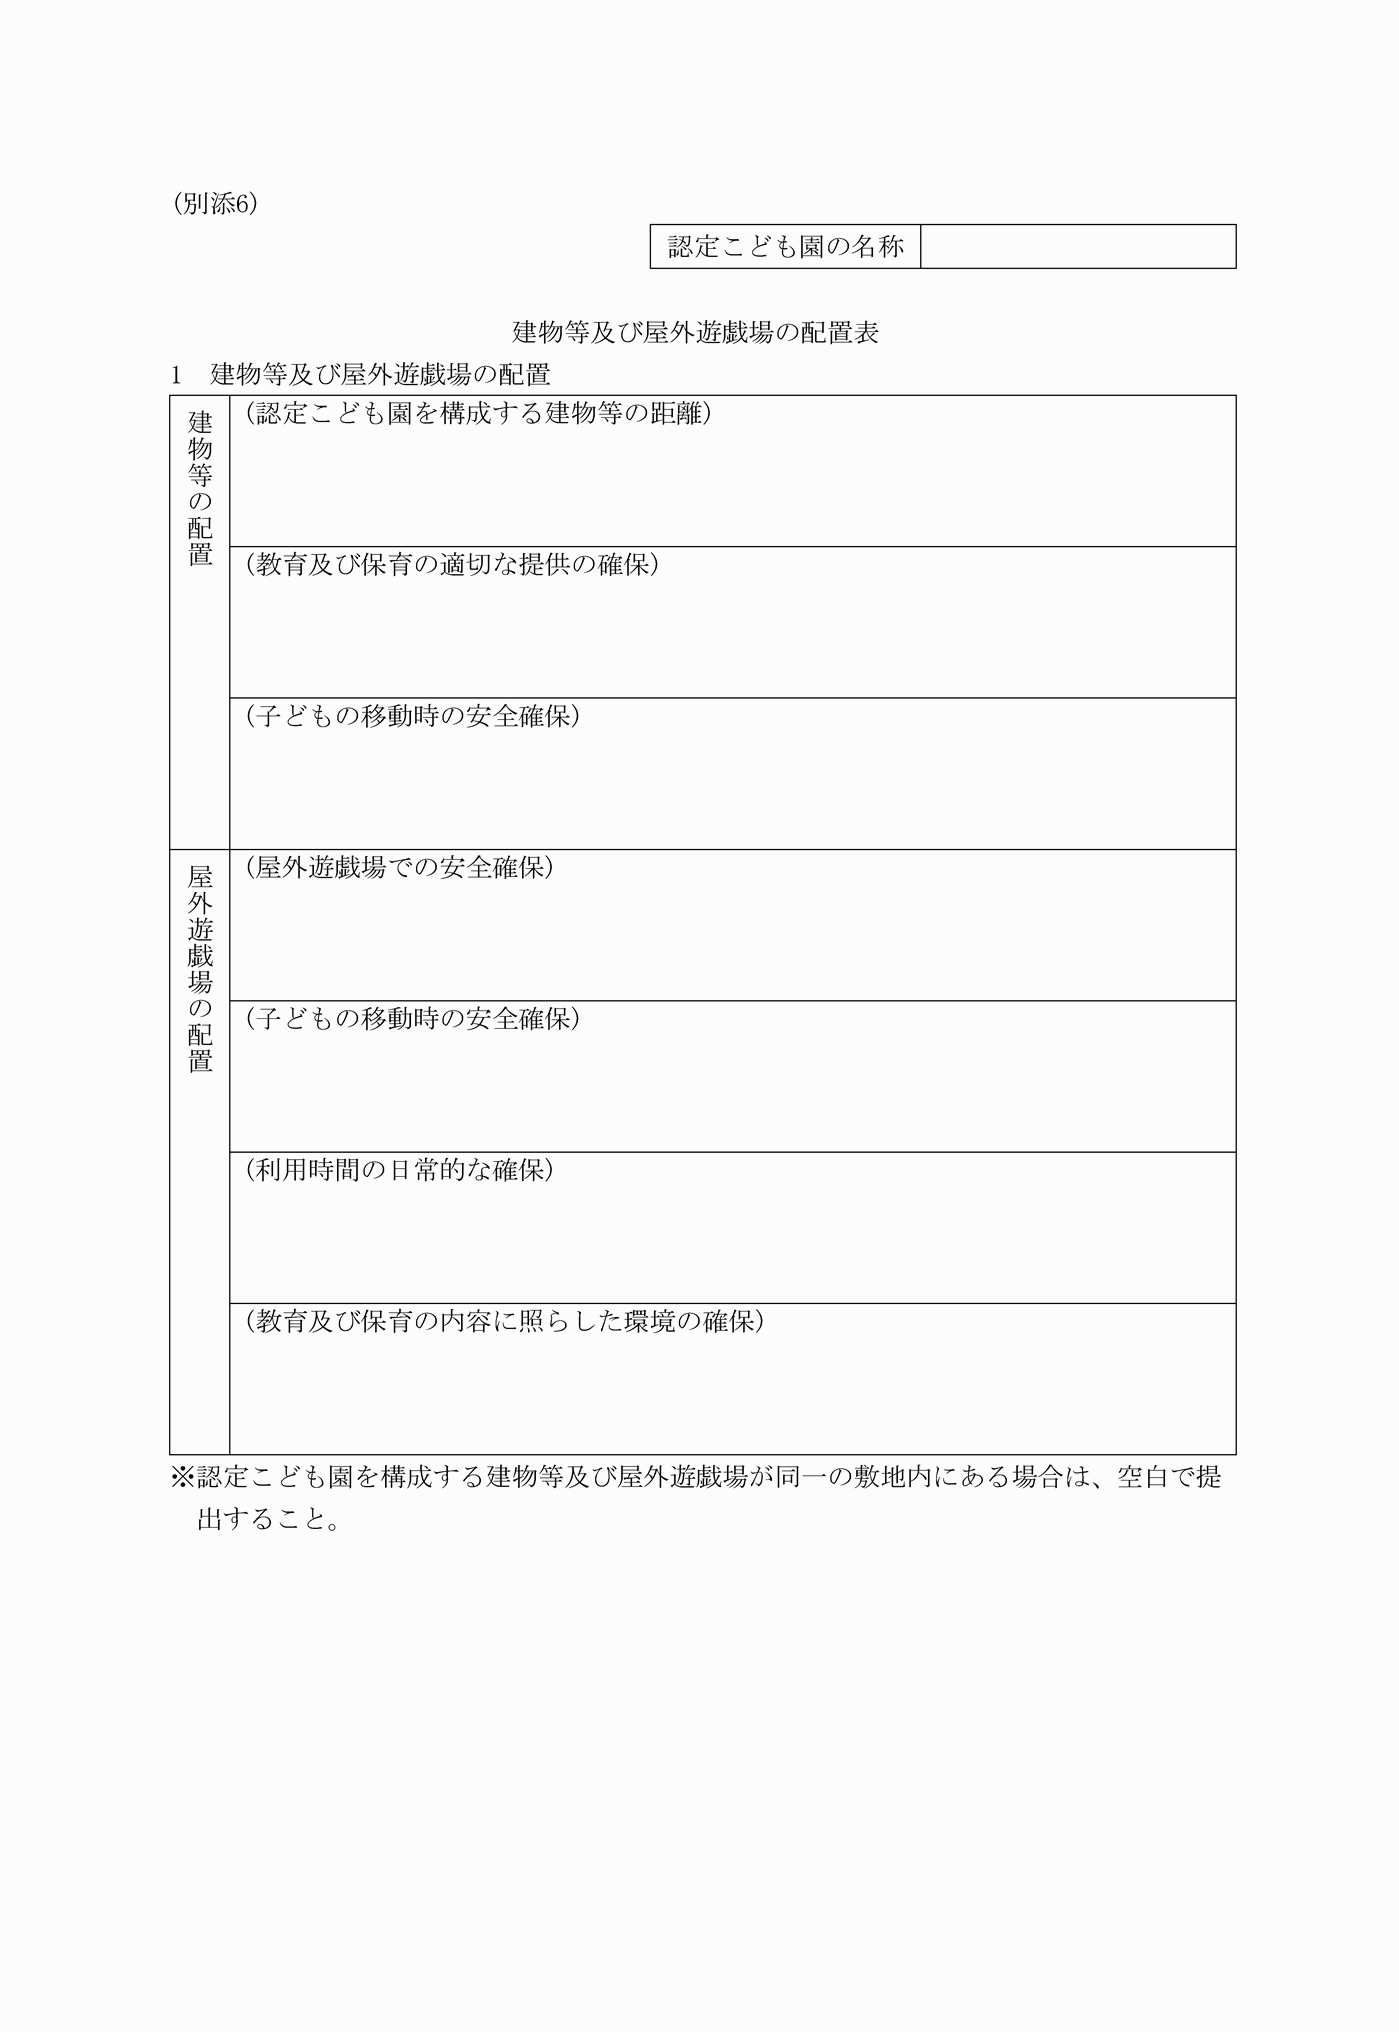 （別添6）
認定こども園の名称
建物等及び屋外遊戯場の配置表
1　建物等及び屋外遊戯場の配置
建物等の配置
（認定こども園を構成する建物等の距離）
（教育及び保育の適切な提供の確保）
（子どもの移動時の安全確保）
屋外遊戯場の配置
（屋外遊戯場での安全確保）
（子どもの移動時の安全確保）
（利用時間の日常的な確保）
（教育及び保育の内容に照らした環境の確保）
※認定こども園を構成する建物等及び屋外遊戯場が同一の敷地内にある場合は、空白で提
出すること。